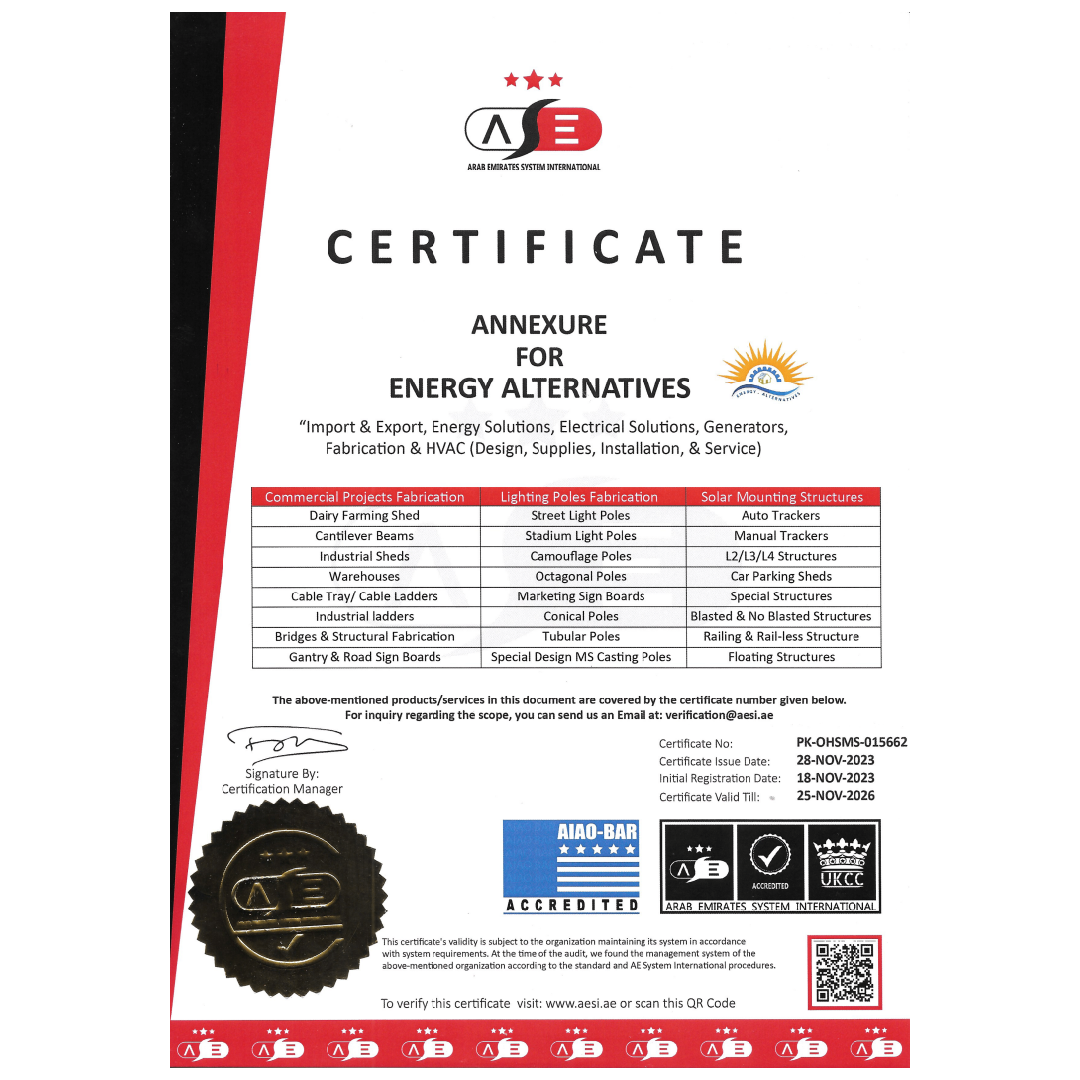 ASE
ARAB EMIRATES SYSTEM INTERNATIONAL
CERTIFICATE
ANNEXURE
FOR
ENERGY ALTERNATIVES
ENERGY - ALTERNATIVES
“Import & Export, Energy Solutions, Electrical Solutions, Generators,
Fabrication & HVAC (Design, Supplies, Installation, & Service)
Commercial Projects Fabrication Lighting Poles Fabrication Solar Mounting Structures
Dairy Farming Shed Street Light Poles Auto Trackers
Cantilever Beams Stadium Light Poles Manual Trackers
Industrial Sheds Camouflage Poles L2/L3/L4 Structures
Warehouses Octagonal Poles Car Parking Sheds
Cable Tray/ Cable Ladders Marketing Sign Boards Special Structures
Industrial ladders Conical Poles Blasted & No Blasted Structures
Bridges & Structural Fabrication Tubular Poles Railing & Rail-less Structure
Gantry & Road Sign Boards Special Design MS Casting Poles Floating Structures
The above-mentioned products/services in this document are covered by the certificate number given below.
For inquiry regarding the scope, you can send us an Email at: verification@aesi.ae
Signature By:
Certification Manager
Certificate No: PK-OHSMS-015662
Certificate Issue Date: 28-NOV-2023
Initial Registration Date: 18-NOV-2023
Certificate Valid Till: 25-NOV-2026
ASE
AIAO-BAR
ACCREDITED
ASE
ACCREDITED
UKCC
ARAB EMIRATES SYSTEM INTERNATIONAL
This certificate's validity is subject to the organization maintaining its system in accordance
with system requirements. At the time of the audit, we found the management system of the
above-mentioned organization according to the standard and AE System International procedures.
To verify this certificate visit: www.aesi.ae or scan this QR Code
ASE ASE ASE ASE ASE ASE ASE ASE ASE ASE